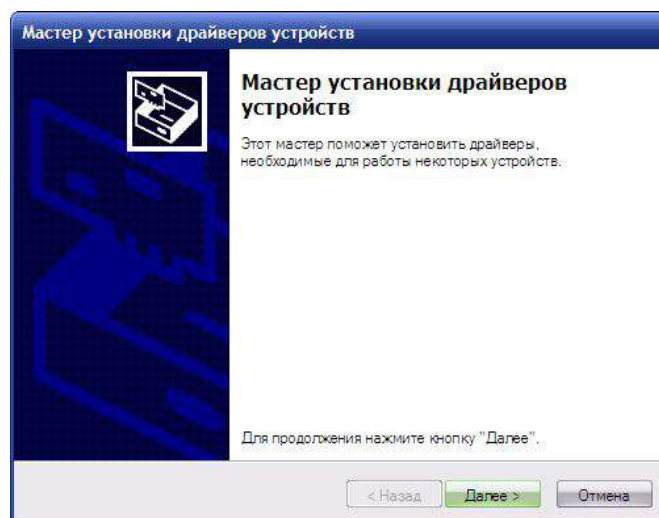 Мастер установки драйверов устройств
Мастер установки драйверов
устройств
Этот мастер поможет установить драйверы,
необходимые для работы некоторых устройств.
Для продолжения нажмите кнопку "Далее".
< Назад
Далее >
Отмена